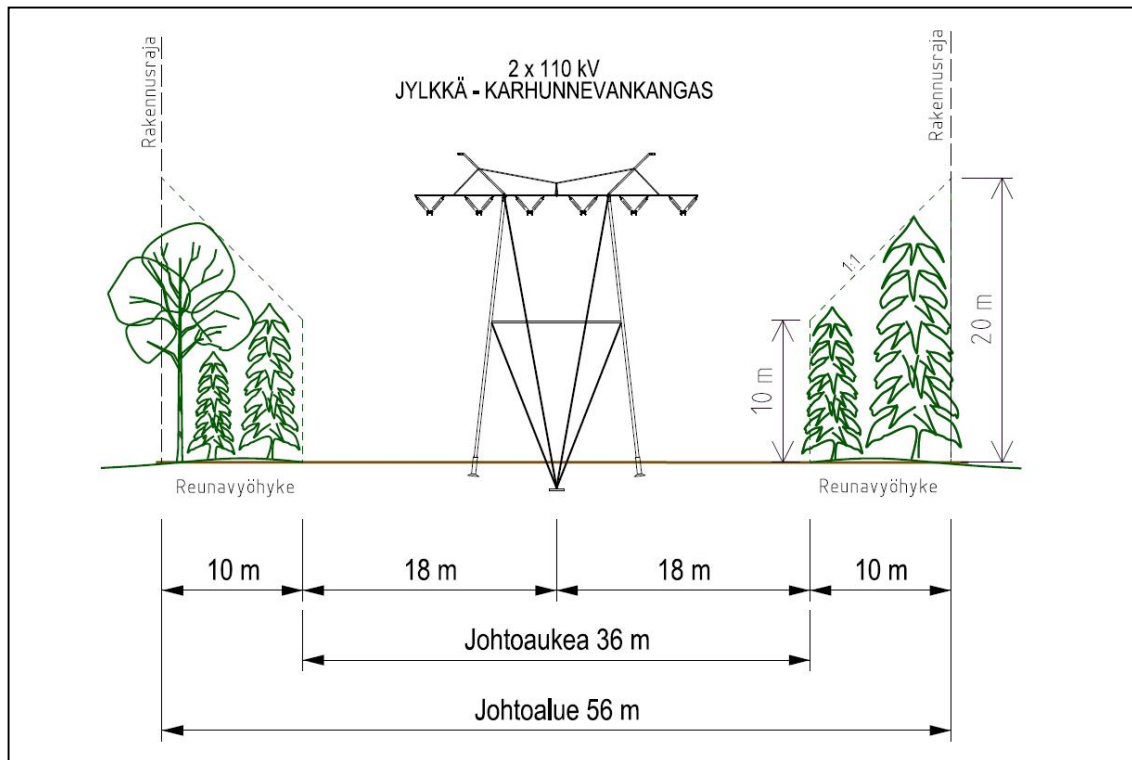 Rakennusraja
2 x 110 kV
JYLKKÄ - KARHUNNEVANKANGAS
Rakennusraja
1:1
10 m
20 m
Reunavyöhyke
Reunavyöhyke
10 m
18 m
18 m
10 m
Johtoaukea 36 m
Johtoalue 56 m